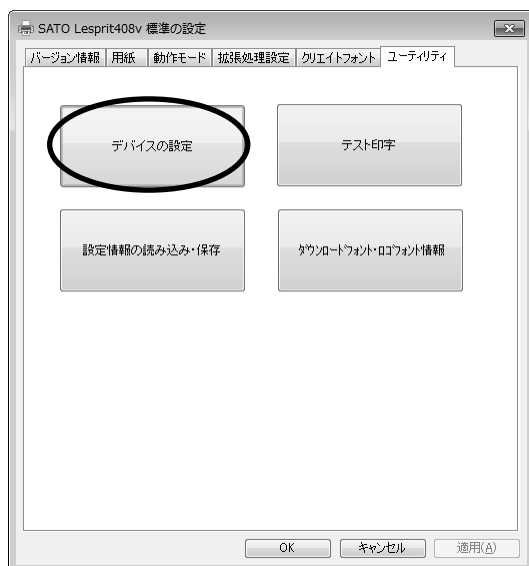 SATO Lesprit408v 標準の設定
バージョン情報 用紙 動作モード 拡張処理設定 クリエイトフォント ユーティリティ
デバイスの設定 テスト印字
設定情報の読み込み・保存 ダウンロードフォント・ロゴフォント情報
OK キャンセル 適用(A)